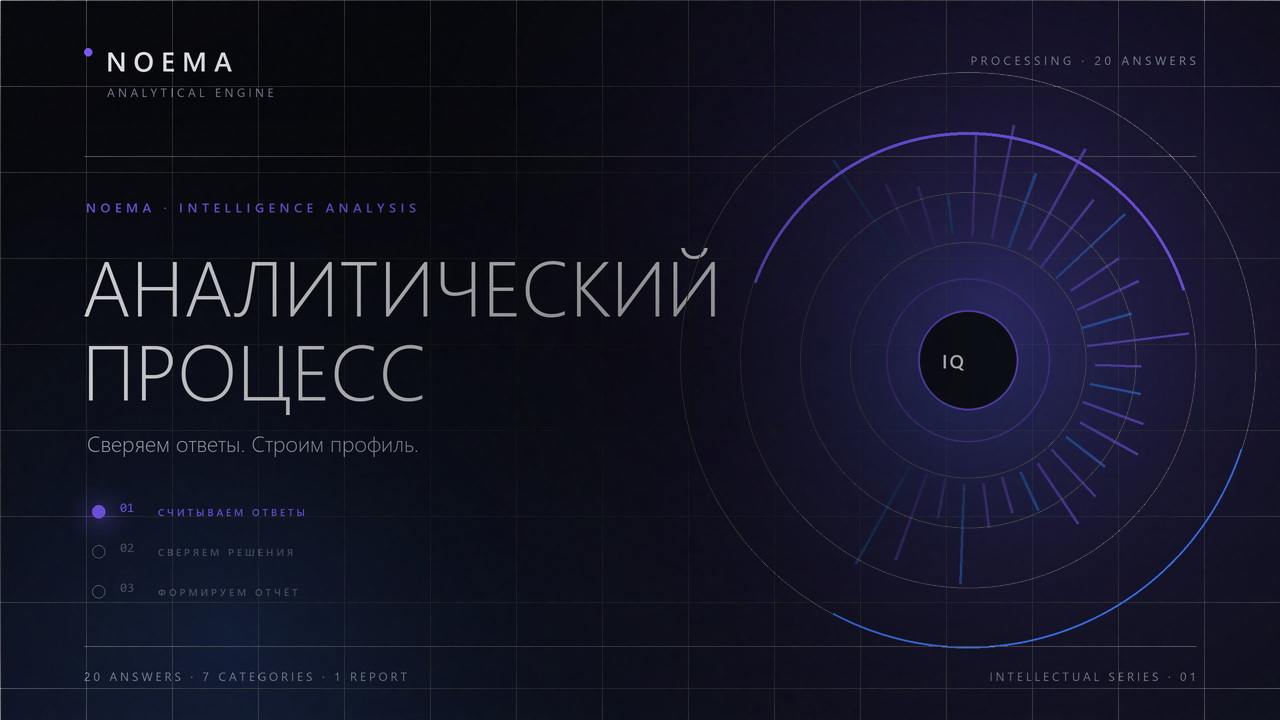 NOEMA
ANALYTICAL ENGINE
PROCESSING · 20 ANSWERS
NOEMA · INTELLIGENCE ANALYSIS
АНАЛИТИЧЕСКИЙ
ПРОЦЕСС
Сверяем ответы. Строим профиль.
01 СЧИТЫВАЕМ ОТВЕТЫ
02 СВЕРЯЕМ РЕШЕНИЯ
03 ФОРМИРУЕМ ОТЧЁТ
IQ
20 ANSWERS · 7 CATEGORIES · 1 REPORT
INTELLECTUAL SERIES · 01